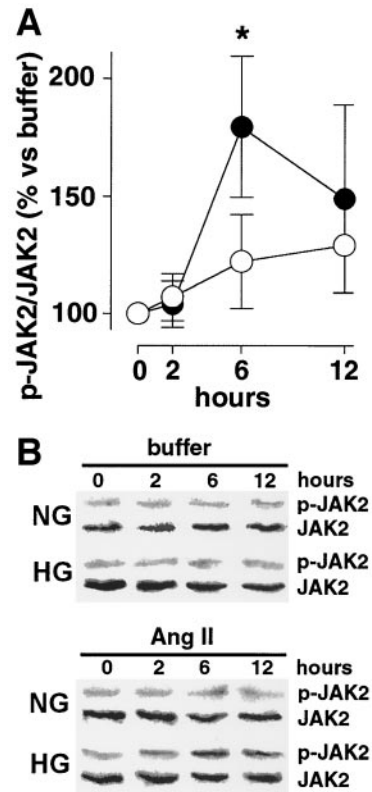 A
*
p-JAK2/JAK2 (% vs buffer)
200
150
100
0 2 6 12
hours
B
buffer
0 2 6 12 hours
NG p-JAK2
JAK2
HG p-JAK2
JAK2
Ang II
0 2 6 12 hours
NG p-JAK2
JAK2
HG p-JAK2
JAK2